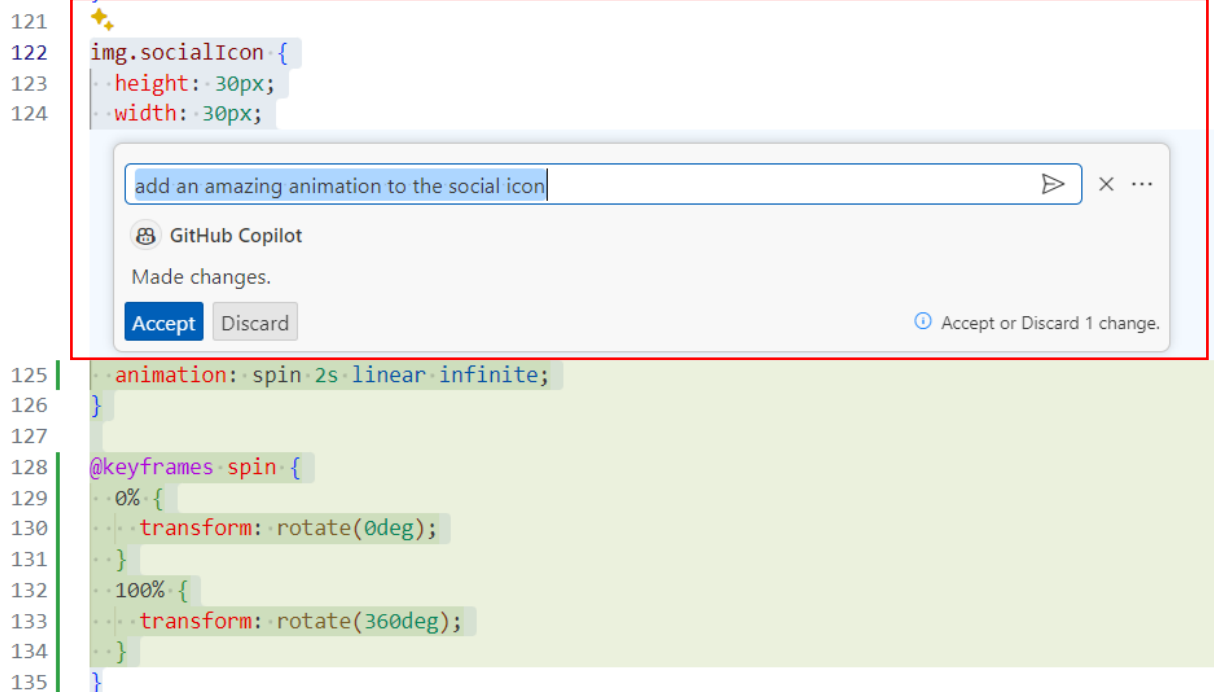 121
122 img.socialIcon {
123 height: 30px;
124 width: 30px;
add an amazing animation to the social icon
GitHub Copilot
Made changes.
Accept Discard Accept or Discard 1 change.
125 animation: spin 2s linear infinite;
126 }
127
128 @keyframes spin {
129 0% {
130 transform: rotate(0deg);
131 }
132 100% {
133 transform: rotate(360deg);
134 }
135 }